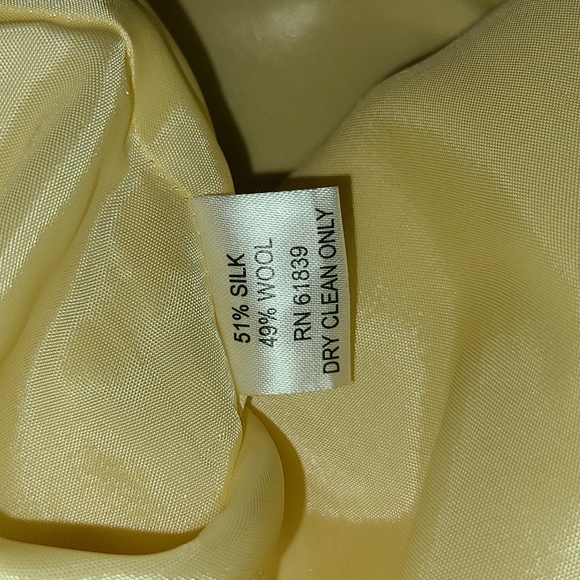 51% SILK
49% WOOL
RN 61839
DRY CLEAN ONLY